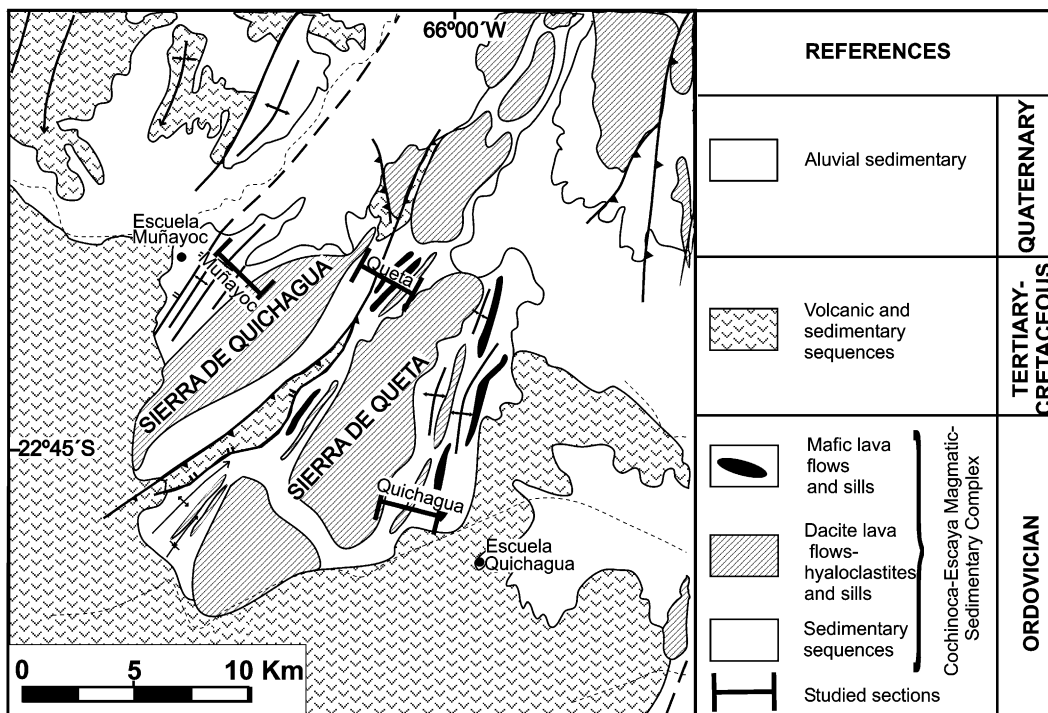 66º00´W
Escuela
Muñayoc
Muñayoc
Queta
SIERRA DE QUICHAGUA
SIERRA DE QUETA
22º45´S
Quichagua
Escuela
Quichagua
0 5 10 Km
REFERENCES
Aluvial sedimentary
QUATERNARY
Volcanic and
sedimentary
sequences
TERTIARY-
CRETACEOUS
Mafic lava
flows
and sills
Dacite lava
flows-
hyaloclastites
and sills
Sedimentary
sequences
Cochinoca-Escaya Magmatic-
Sedimentary Complex
ORDOVICIAN
Studied sections